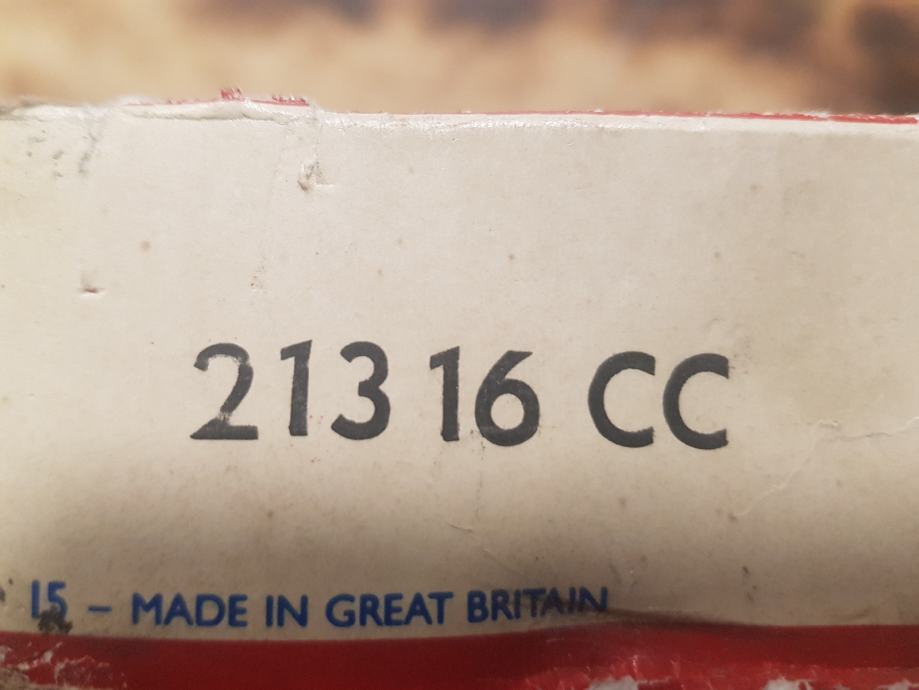 21316 CC
15 – MADE IN GREAT BRITAIN